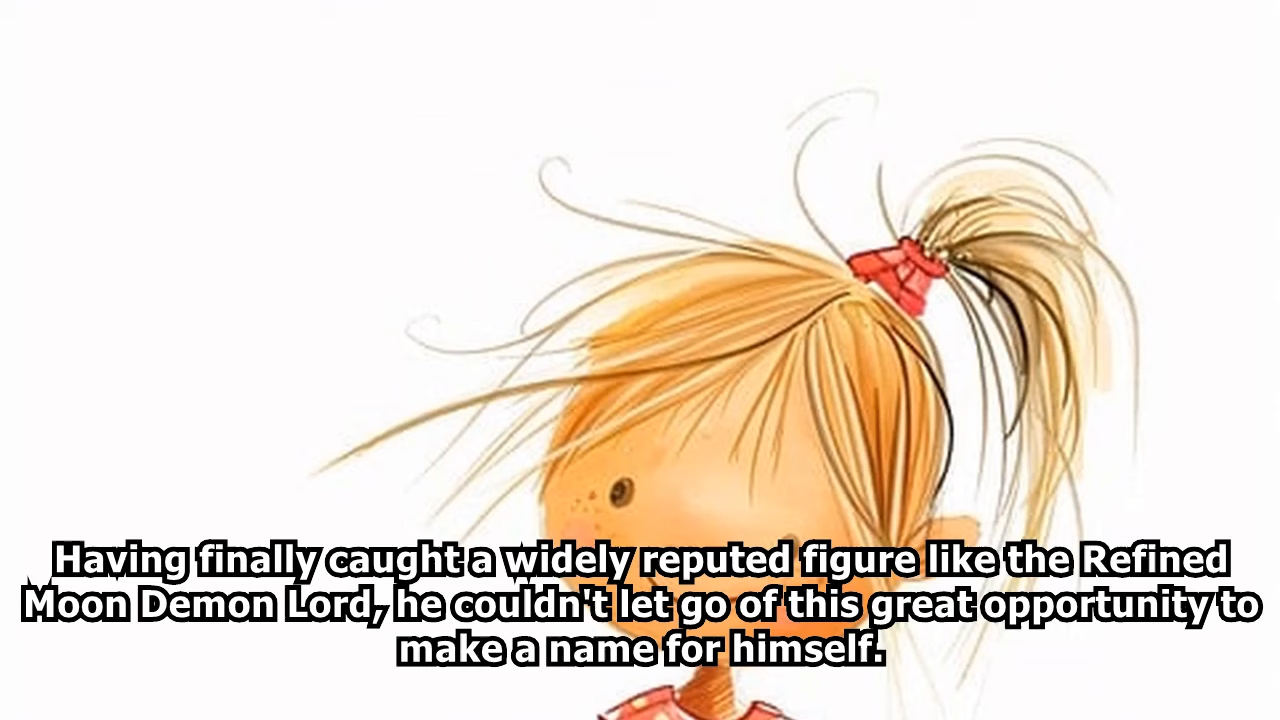 Having finally caught a widely reputed figure like the Refined
Moon Demon Lord, he couldn't let go of this great opportunity to
make a name for himself.